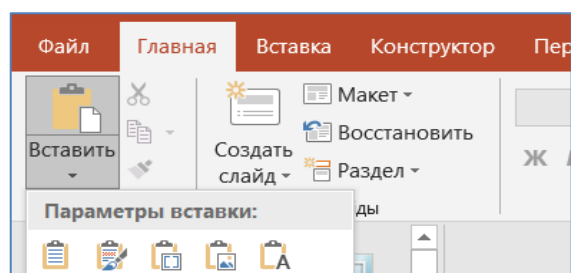 Файл Главная Вставка Конструктор
Макет
Восстановить
Вставить Создать слайд Раздел
Ж
Параметры вставки: